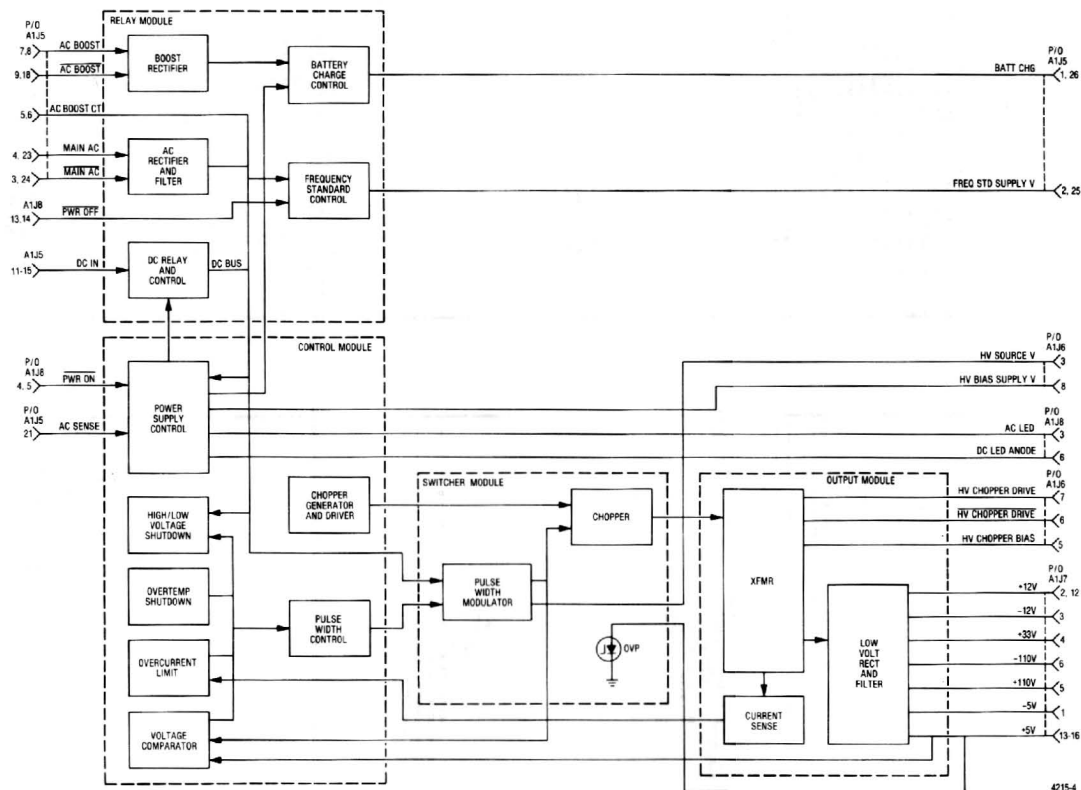 RELAY MODULE
P/O
A1J5
7,8 AC BOOST
9,18 AC BOOST
5,6 AC BOOST CT
4, 23 MAIN AC
3, 24 MAIN AC
A1J8
13,14 PWR OFF
A1J5
11-15 DC IN
BOOST
RECTIFIER
BATTERY
CHARGE
CONTROL
AC
RECTIFIER
AND
FILTER
FREQUENCY
STANDARD
CONTROL
DC RELAY
AND
CONTROL
DC BUS
P/O
A1J5
BATT CHG 1, 26
FREQ STD SUPPLY V 2, 25
CONTROL MODULE
P/O
A1J8
4, 5 PWR ON
P/O
A1J5
21 AC SENSE
POWER
SUPPLY
CONTROL
P/O
A1J6
HV SOURCE V 3
HV BIAS SUPPLY V 8
P/O
A1J8
AC LED 3
DC LED ANODE 6
HIGH/LOW
VOLTAGE
SHUTDOWN
CHOPPER
GENERATOR
AND DRIVER
OVERTEMP
SHUTDOWN
PULSE
WIDTH
CONTROL
OVERCURRENT
LIMIT
VOLTAGE
COMPARATOR
SWITCHER MODULE
CHOPPER
PULSE
WIDTH
MODULATOR
OVP
OUTPUT MODULE
XFMR
CURRENT
SENSE
LOW
VOLT
RECT
AND
FILTER
P/O
A1J6
HV CHOPPER DRIVE 7
HV CHOPPER DRIVE 6
HV CHOPPER BIAS 5
P/O
A1J7
+12V 2, 12
-12V 3
+33V 4
-110V 6
+110V 5
-5V 1
+5V 13-16
4215-4